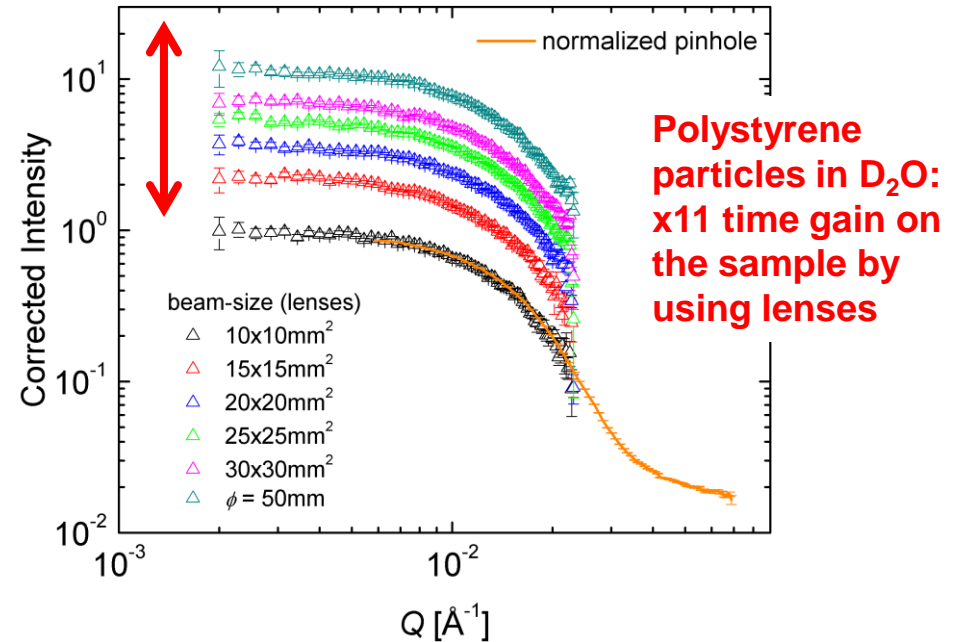 10¹
10⁰
10⁻¹
10⁻²
10⁻³
10⁻²
Corrected Intensity
Q [Å⁻¹]
normalized pinhole
beam-size (lenses)
10x10mm²
15x15mm²
20x20mm²
25x25mm²
30x30mm²
ϕ = 50mm
Polystyrene
particles in D₂O:
x11 time gain on
the sample by
using lenses